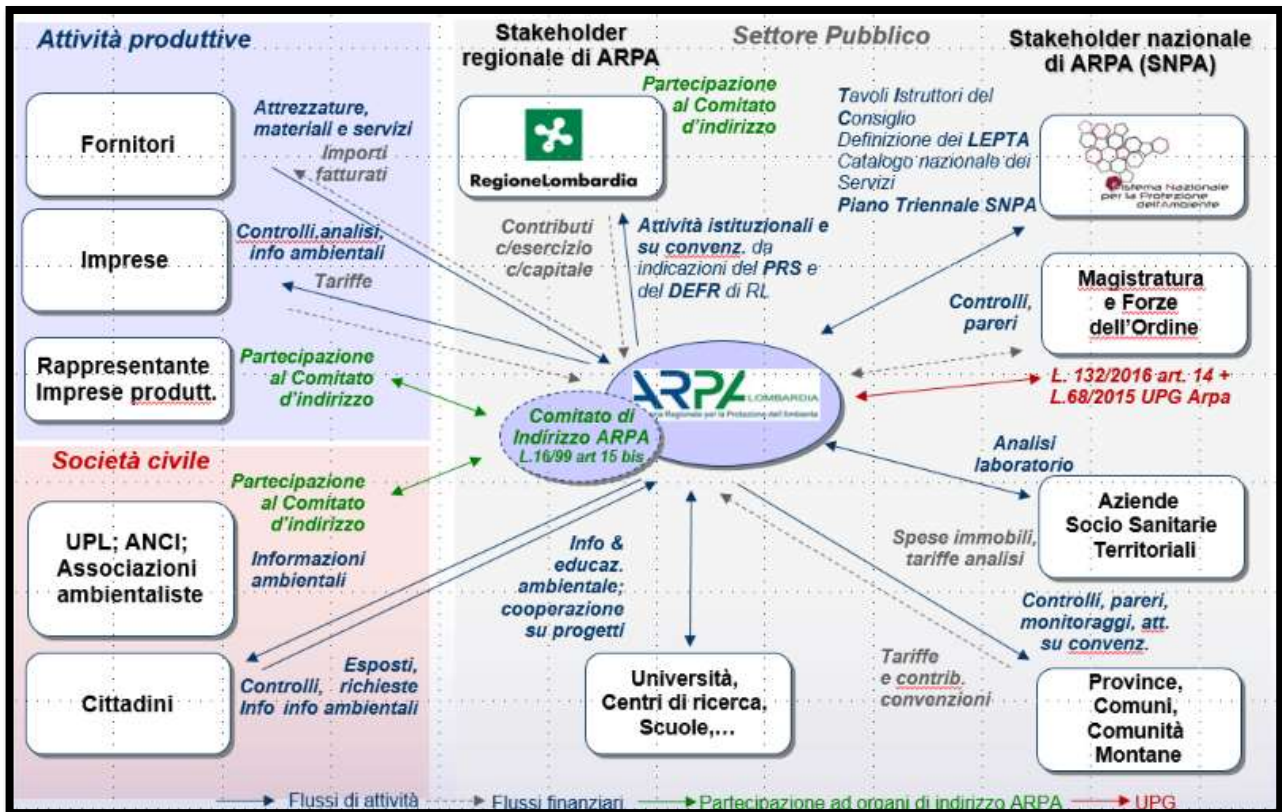 Attività produttive
Fornitori
Attrezzature,
materiali e servizi
Importi
fatturati
Imprese
Controlli,analisi,
info ambientali
Tariffe
Rappresentante
Imprese produtt.
Partecipazione
al Comitato
d'indirizzo
Società civile
Partecipazione
al Comitato
d'indirizzo
UPL; ANCI;
Associazioni
ambientaliste
Informazioni
ambientali
Cittadini
Esposti,
Controlli, richieste
Info info ambientali
Settore Pubblico
Stakeholder
regionale di ARPA
Partecipazione
al Comitato
d'indirizzo
RegioneLombardia
Contributi
c/esercizio
c/capitale
Attività istituzionali e
su convenz. da
indicazioni del PRS e
del DEFR di RL
ARPA LOMBARDIA
Regionale per la Protezione dell'Ambiente
Comitato di
Indirizzo ARPA
L.16/99 art 15 bis
Info &
educaz.
ambientale;
cooperazione
su progetti
Università,
Centri di ricerca,
Scuole,…
Stakeholder nazionale
di ARPA (SNPA)
Tavoli Istruttori del
Consiglio
Definizione dei LEPTA
Catalogo nazionale dei
Servizi
Piano Triennale SNPA
Sistema Nazionale
per la Protezione
dell'Ambiente
Magistratura
e Forze
dell'Ordine
Controlli,
pareri
L. 132/2016 art. 14 +
L.68/2015 UPG Arpa
Analisi
laboratorio
Aziende
Socio Sanitarie
Territoriali
Spese immobili,
tariffe analisi
Controlli, pareri,
monitoraggi, att.
su convenz.
Tariffe
e contrib.
convenzioni
Province,
Comuni,
Comunità
Montane
Flussi di attività
Flussi finanziari
Partecipazione ad organi di indirizzo ARPA
UPG